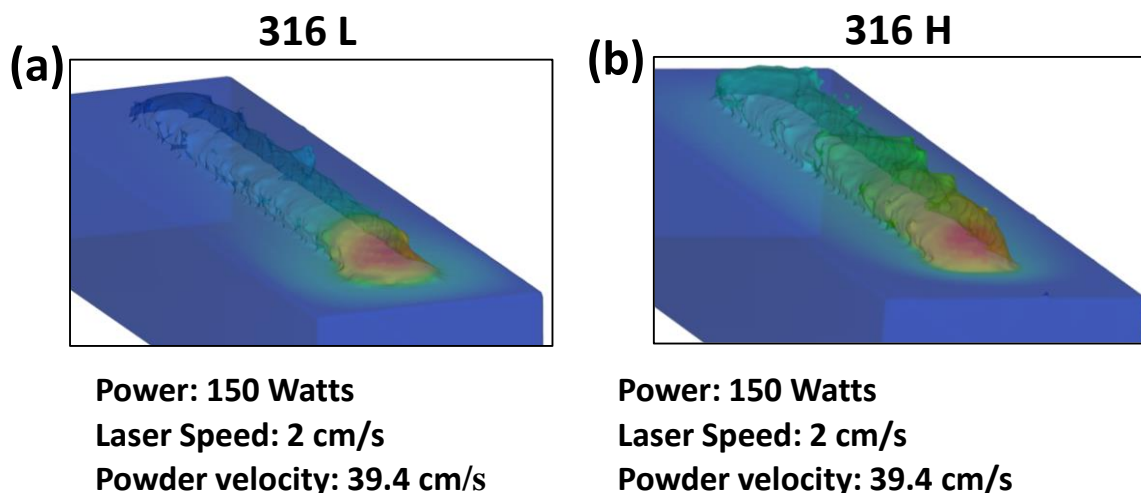 316 L
316 H
(a)
(b)
Power: 150 Watts
Laser Speed: 2 cm/s
Powder velocity: 39.4 cm/s
Power: 150 Watts
Laser Speed: 2 cm/s
Powder velocity: 39.4 cm/s